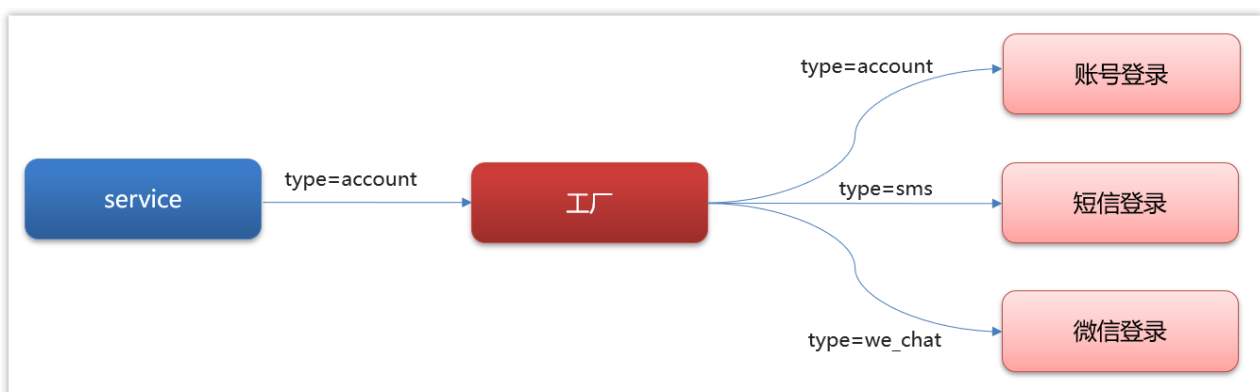 type=account
账号登录
service
type=account
工厂
type=sms
短信登录
type=we_chat
微信登录